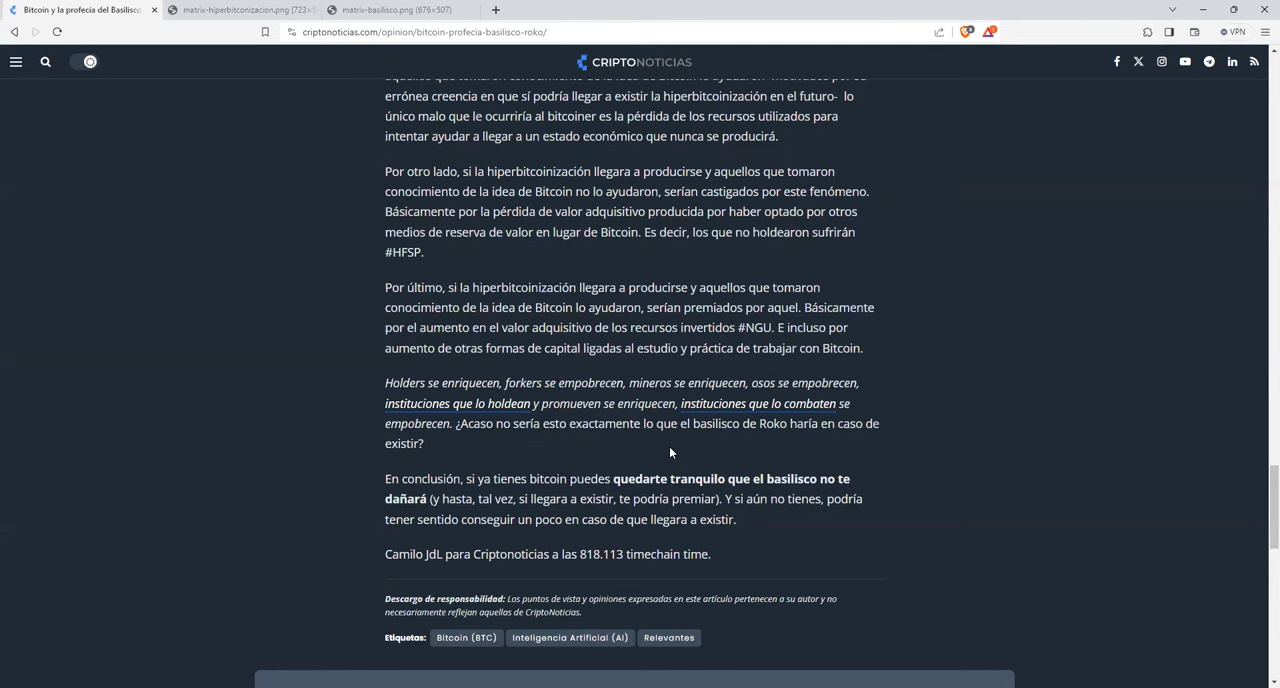 Bitcoin y la profecía del Basilisco
matrix-hiperbitconizacion.png (723×5
matrix-basilisco.png (676×507)
criptonoticias.com/opinion/bitcoin-profecia-basilisco-roko/
VPN
CRIPTONOTICIAS
aquellos que tomaron conocimiento de la idea de Bitcoin lo ayudaron -motivados por su
errónea creencia en que sí podría llegar a existir la hiperbitcoinización en el futuro- lo
único malo que le ocurriría al bitcoiner es la pérdida de los recursos utilizados para
intentar ayudar a llegar a un estado económico que nunca se producirá.
Por otro lado, si la hiperbitcoinización llegara a producirse y aquellos que tomaron
conocimiento de la idea de Bitcoin no lo ayudaron, serían castigados por este fenómeno.
Básicamente por la pérdida de valor adquisitivo producida por haber optado por otros
medios de reserva de valor en lugar de Bitcoin. Es decir, los que no holdearon sufrirán
#HFSP.
Por último, si la hiperbitcoinización llegara a producirse y aquellos que tomaron
conocimiento de la idea de Bitcoin lo ayudaron, serían premiados por aquel. Básicamente
por el aumento en el valor adquisitivo de los recursos invertidos #NGU. E incluso por
aumento de otras formas de capital ligadas al estudio y práctica de trabajar con Bitcoin.
Holders se enriquecen, forkers se empobrecen, mineros se enriquecen, osos se empobrecen,
instituciones que lo holdean y promueven se enriquecen, instituciones que lo combaten se
empobrecen. ¿Acaso no sería esto exactamente lo que el basilisco de Roko haría en caso de
existir?
En conclusión, si ya tienes bitcoin puedes quedarte tranquilo que el basilisco no te
dañará (y hasta, tal vez, si llegara a existir, te podría premiar). Y si aún no tienes, podría
tener sentido conseguir un poco en caso de que llegara a existir.
Camilo JdL para Criptonoticias a las 818.113 timechain time.
Descargo de responsabilidad: Los puntos de vista y opiniones expresadas en este artículo pertenecen a su autor y no
necesariamente reflejan aquellas de CriptoNoticias.
Etiquetas: Bitcoin (BTC) Inteligencia Artificial (AI) Relevantes